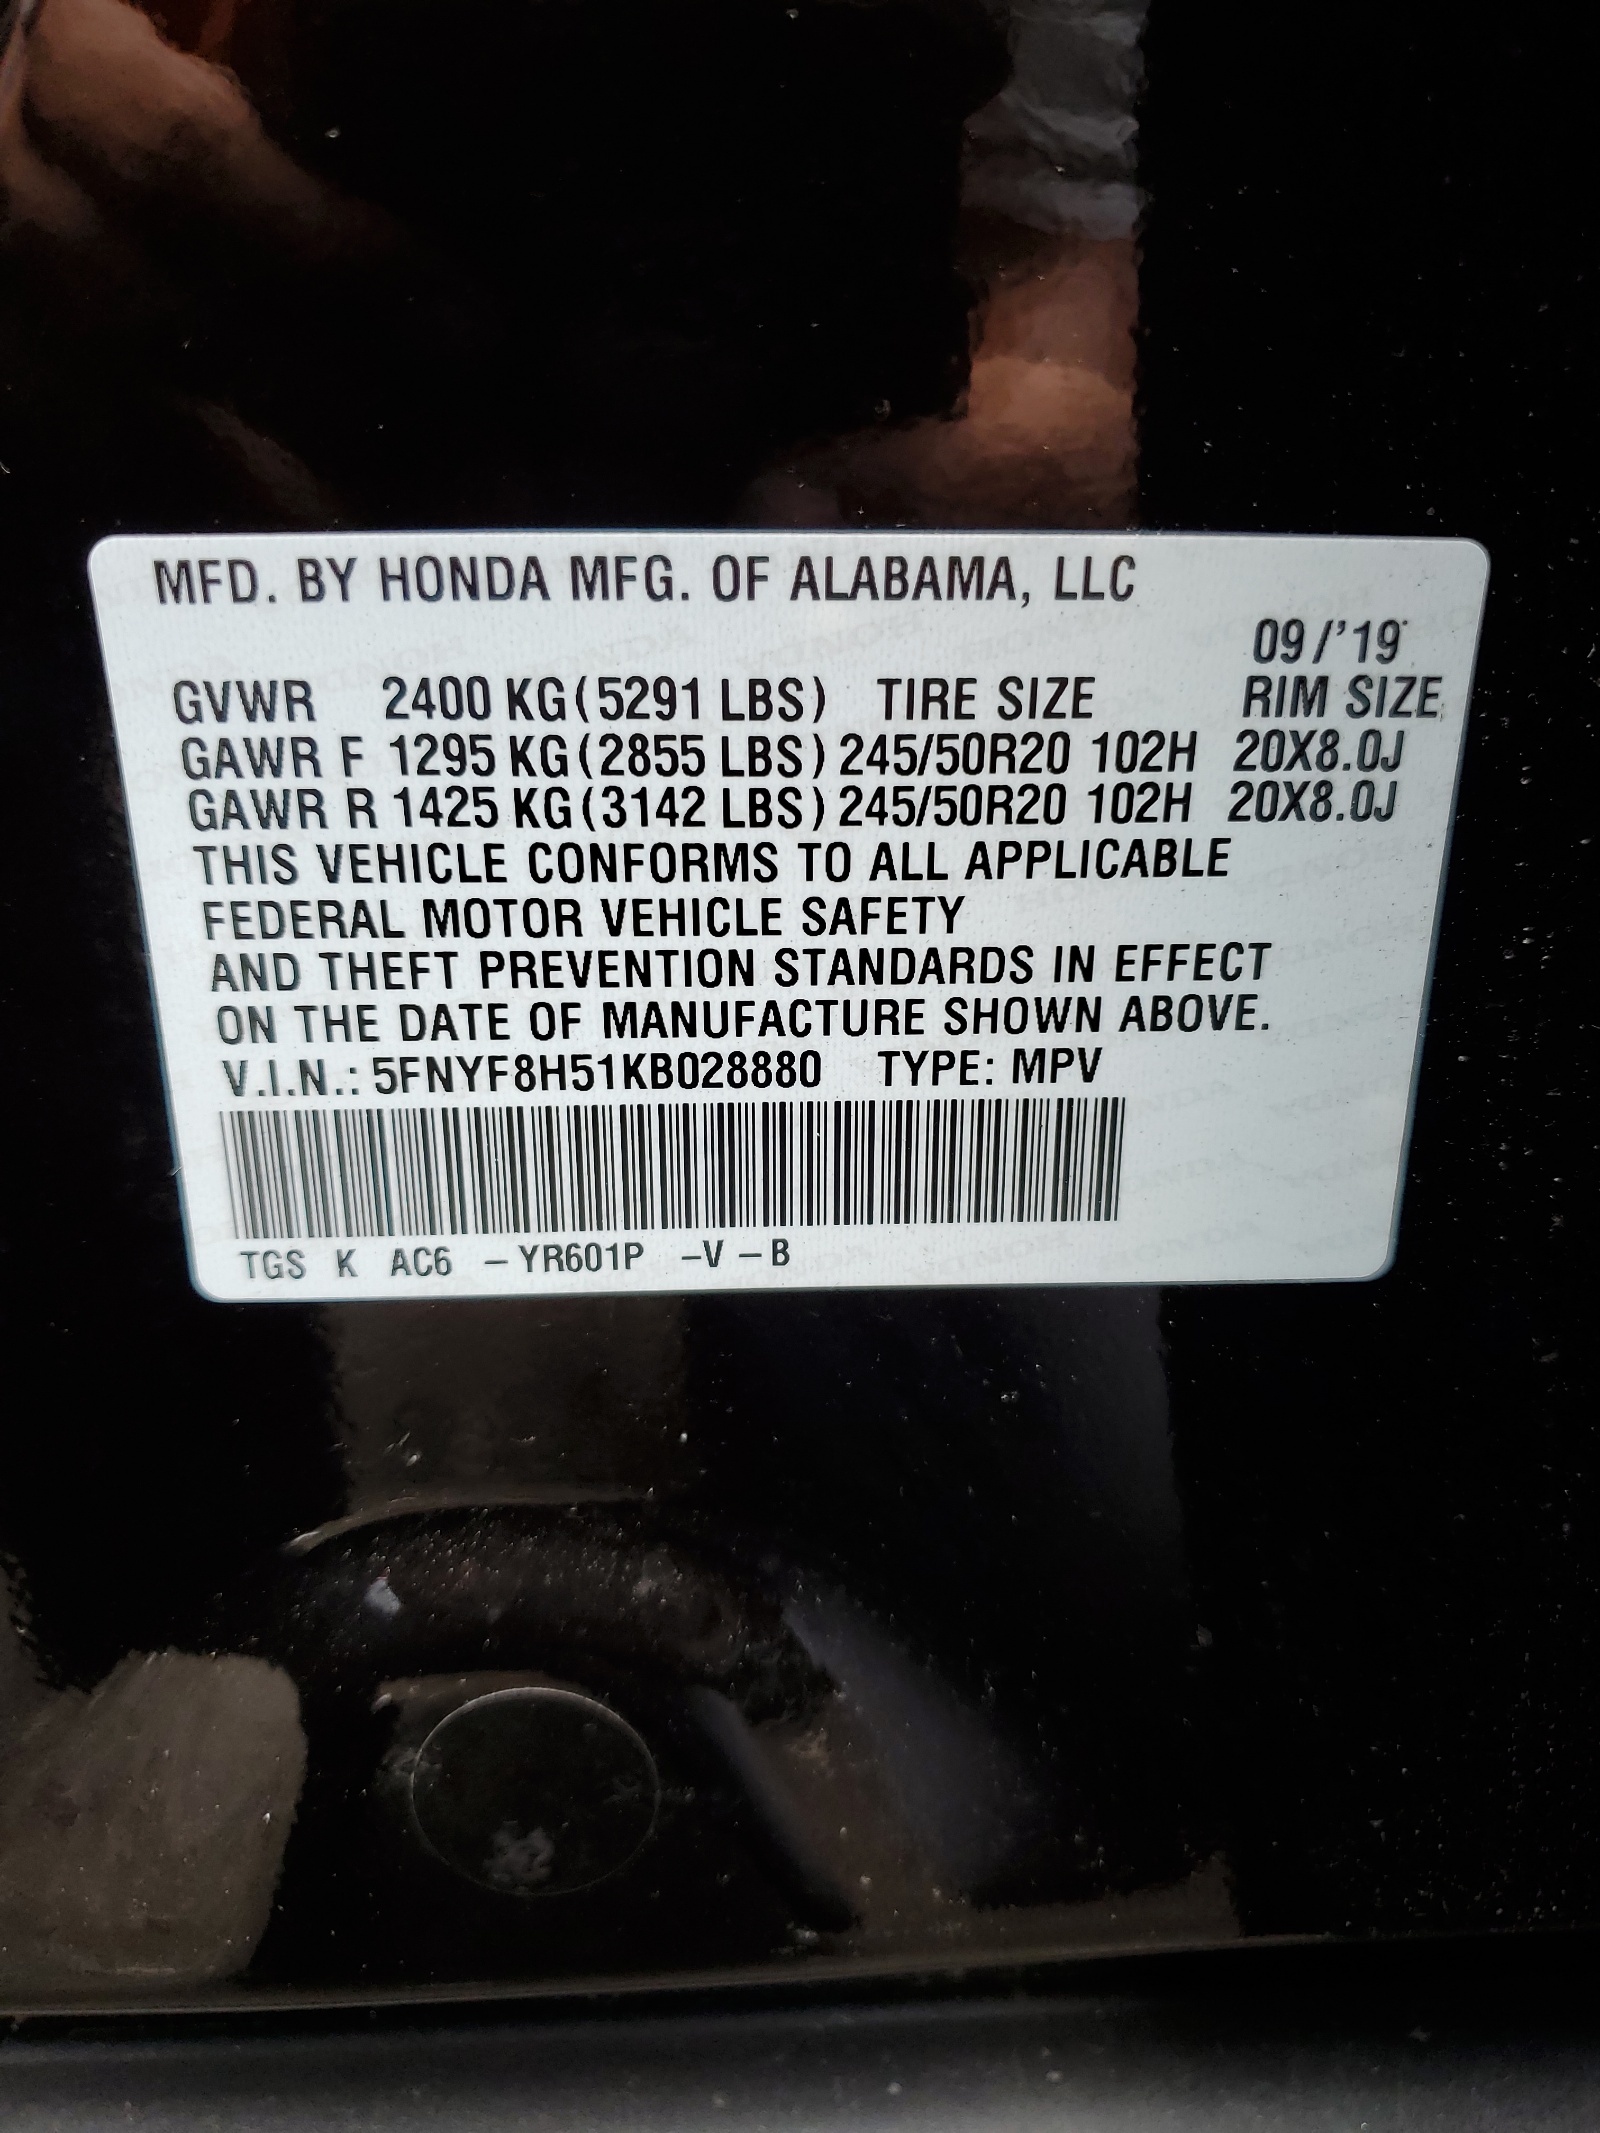 MFD. BY HONDA MFG. OF ALABAMA, LLC
09/'19
GVWR 2400 KG(5291 LBS) TIRE SIZE RIM SIZE
GAWR F 1295 KG(2855 LBS) 245/50R20 102H 20X8.0J
GAWR R 1425 KG(3142 LBS) 245/50R20 102H 20X8.0J
THIS VEHICLE CONFORMS TO ALL APPLICABLE
FEDERAL MOTOR VEHICLE SAFETY
AND THEFT PREVENTION STANDARDS IN EFFECT
ON THE DATE OF MANUFACTURE SHOWN ABOVE.
V.I.N.: 5FNYF8H51KB028880 TYPE: MPV
TGS K AC6 -YR601P -V -B